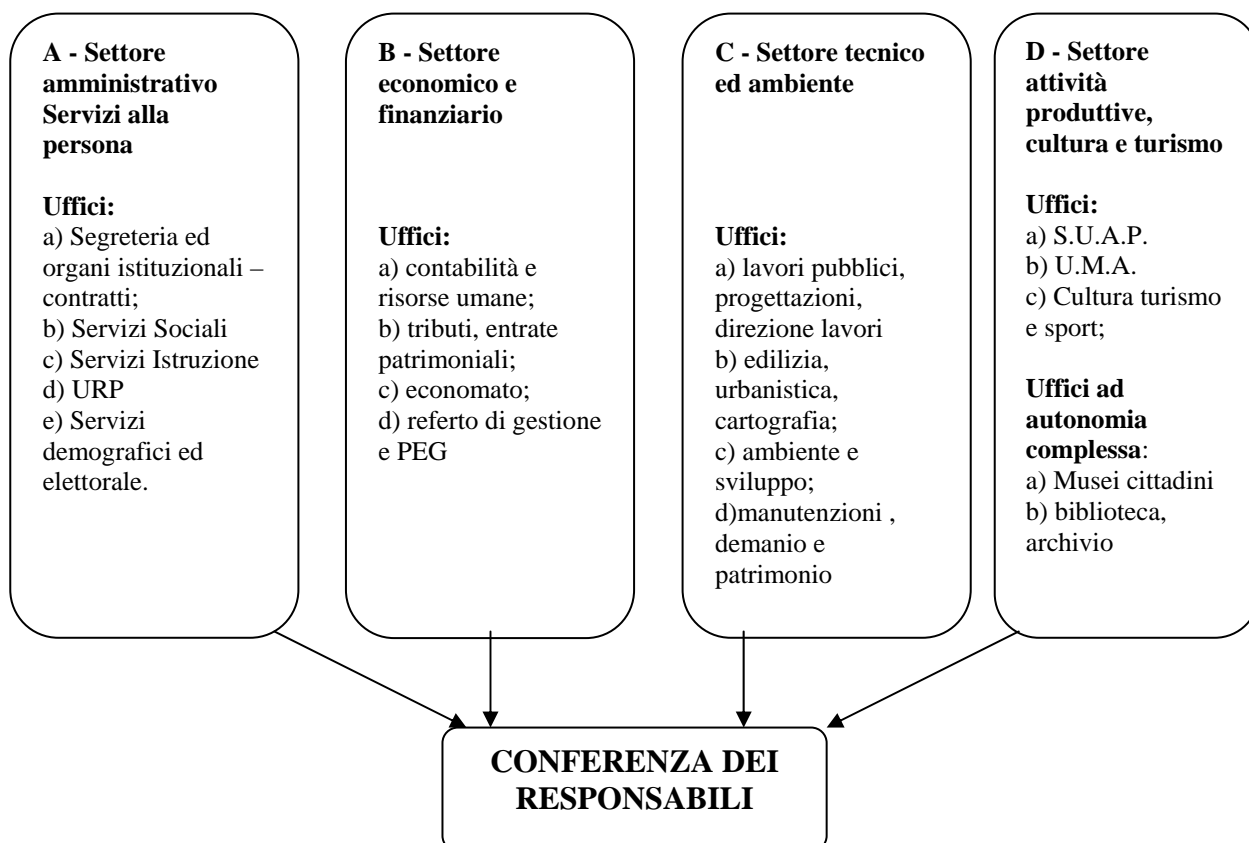 A - Settore
amministrativo
Servizi alla
persona
Uffici:
a) Segreteria ed
organi istituzionali –
contratti;
b) Servizi Sociali
c) Servizi Istruzione
d) URP
e) Servizi
demografici ed
elettorale.
B - Settore
economico e
finanziario
Uffici:
a) contabilità e
risorse umane;
b) tributi, entrate
patrimoniali;
c) economato;
d) referto di gestione
e PEG
C - Settore tecnico
ed ambiente
Uffici:
a) lavori pubblici,
progettazioni,
direzione lavori
b) edilizia,
urbanistica,
cartografia;
c) ambiente e
sviluppo;
d)manutenzioni ,
demanio e
patrimonio
D - Settore
attività
produttive,
cultura e turismo
Uffici:
a) S.U.A.P.
b) U.M.A.
c) Cultura turismo
e sport;
Uffici ad
autonomia
complessa:
a) Musei cittadini
b) biblioteca,
archivio
CONFERENZA DEI
RESPONSABILI